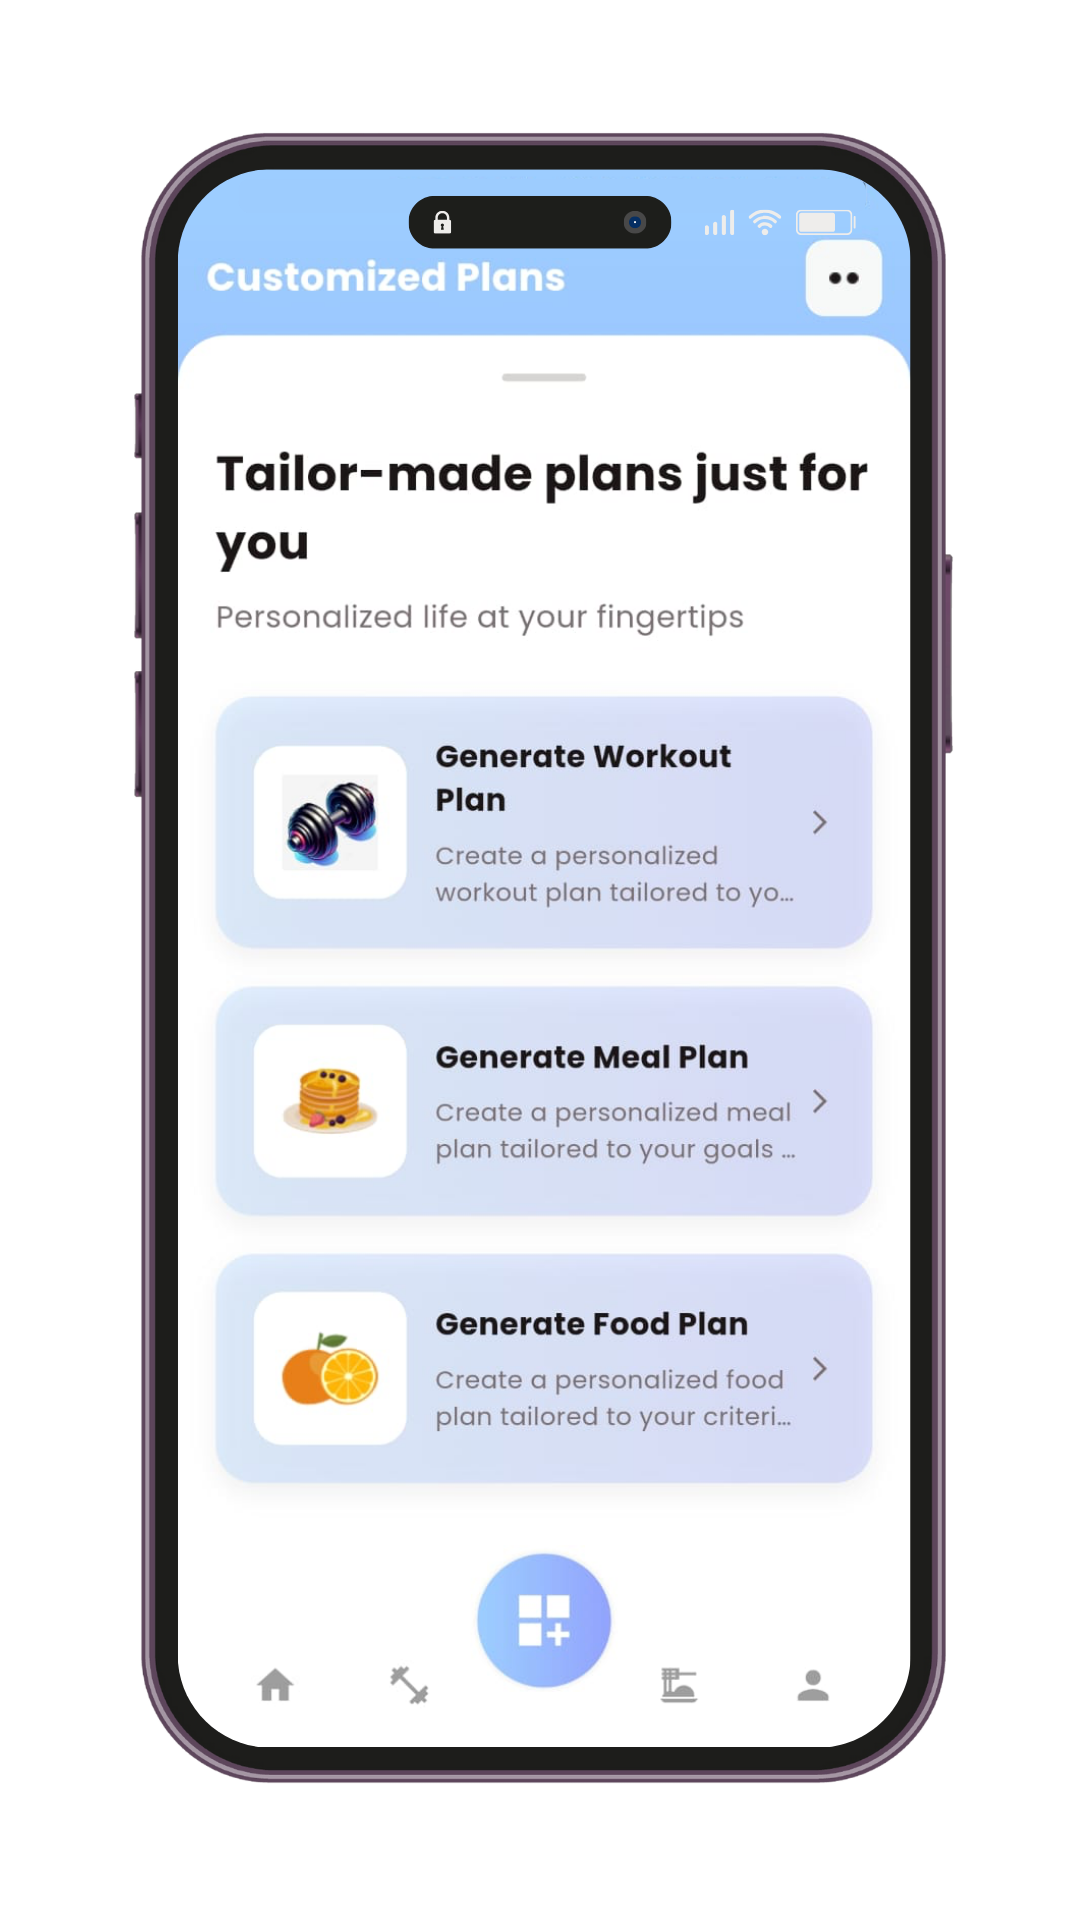 Customized Plans
Tailor-made plans just for
you
Personalized life at your fingertips
Generate Workout
Plan
Create a personalized
workout plan tailored to yo...
Generate Meal Plan
Create a personalized meal
plan tailored to your goals ...
Generate Food Plan
Create a personalized food
plan tailored to your criteri...